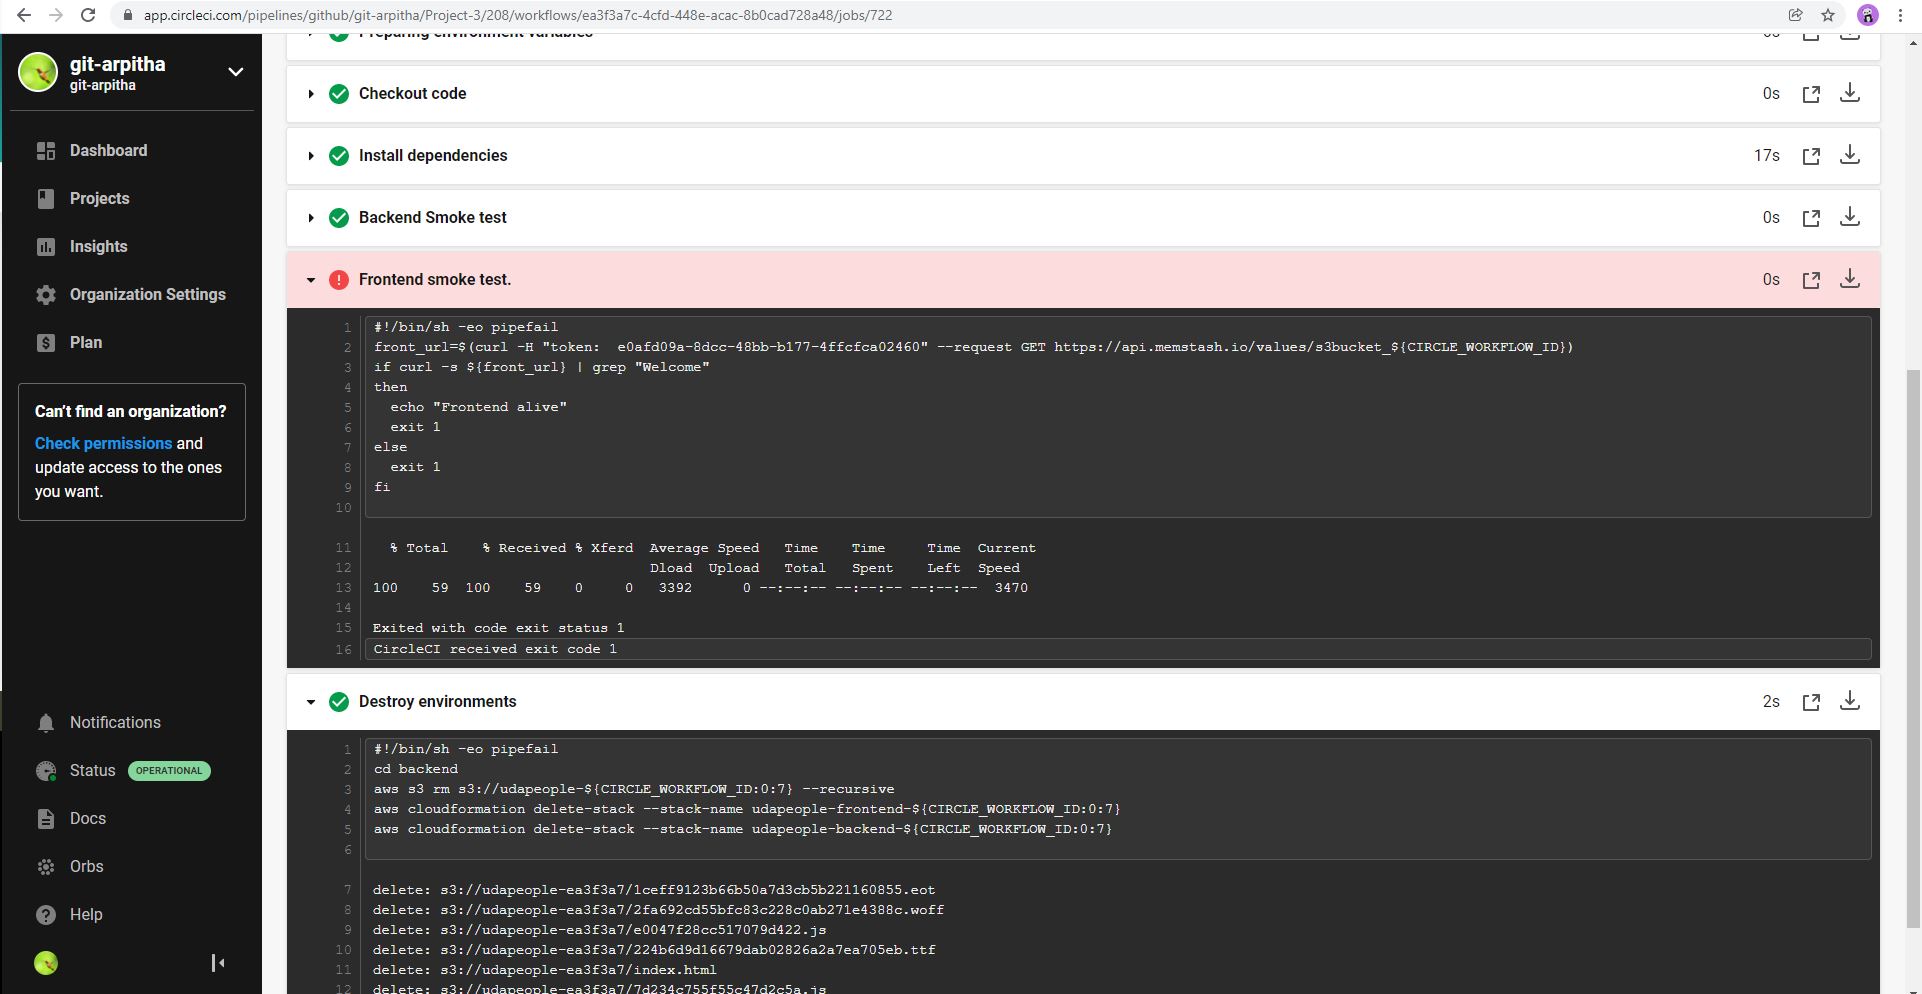 app.circleci.com/pipelines/github/git-arpitha/Project-3/208/workflows/ea3f3a7c-4cfd-448e-acac-8b0cad728a48/jobs/722
git-arpitha
git-arpitha
Dashboard
Projects
Insights
Organization Settings
Plan
Can't find an organization?
Check permissions and
update access to the ones
you want.
Notifications
Status OPERATIONAL
Docs
Orbs
Help
Preparing environment variables 0s
Checkout code 0s
Install dependencies 17s
Backend Smoke test 0s
Frontend smoke test. 0s
1 #!/bin/sh -eo pipefail
2 front_url=$(curl -H "token:  e0afd09a-8dcc-48bb-b177-4ffcfca02460" --request GET https://api.memstash.io/values/s3bucket_${CIRCLE_WORKFLOW_ID})
3 if curl -s ${front_url} | grep "Welcome"
4 then
5   echo "Frontend alive"
6   exit 1
7 else
8   exit 1
9 fi
10
11   % Total    % Received % Xferd  Average Speed   Time    Time     Time  Current
12                                  Dload  Upload   Total   Spent    Left  Speed
13 100    59  100    59    0     0   3392      0 --:--:-- --:--:-- --:--:--  3470
14
15 Exited with code exit status 1
16 CircleCI received exit code 1
Destroy environments 2s
1 #!/bin/sh -eo pipefail
2 cd backend
3 aws s3 rm s3://udapeople-${CIRCLE_WORKFLOW_ID:0:7} --recursive
4 aws cloudformation delete-stack --stack-name udapeople-frontend-${CIRCLE_WORKFLOW_ID:0:7}
5 aws cloudformation delete-stack --stack-name udapeople-backend-${CIRCLE_WORKFLOW_ID:0:7}
6
7 delete: s3://udapeople-ea3f3a7/1ceff9123b66b50a7d3cb5b221160855.eot
8 delete: s3://udapeople-ea3f3a7/2fa692cd55bfc83c228c0ab271e4388c.woff
9 delete: s3://udapeople-ea3f3a7/e0047f28cc517079d422.js
10 delete: s3://udapeople-ea3f3a7/224b6d9d16679dab02826a2a7ea705eb.ttf
11 delete: s3://udapeople-ea3f3a7/index.html
12 delete: s3://udapeople-ea3f3a7/7d234c755f55c47d2c5a.js